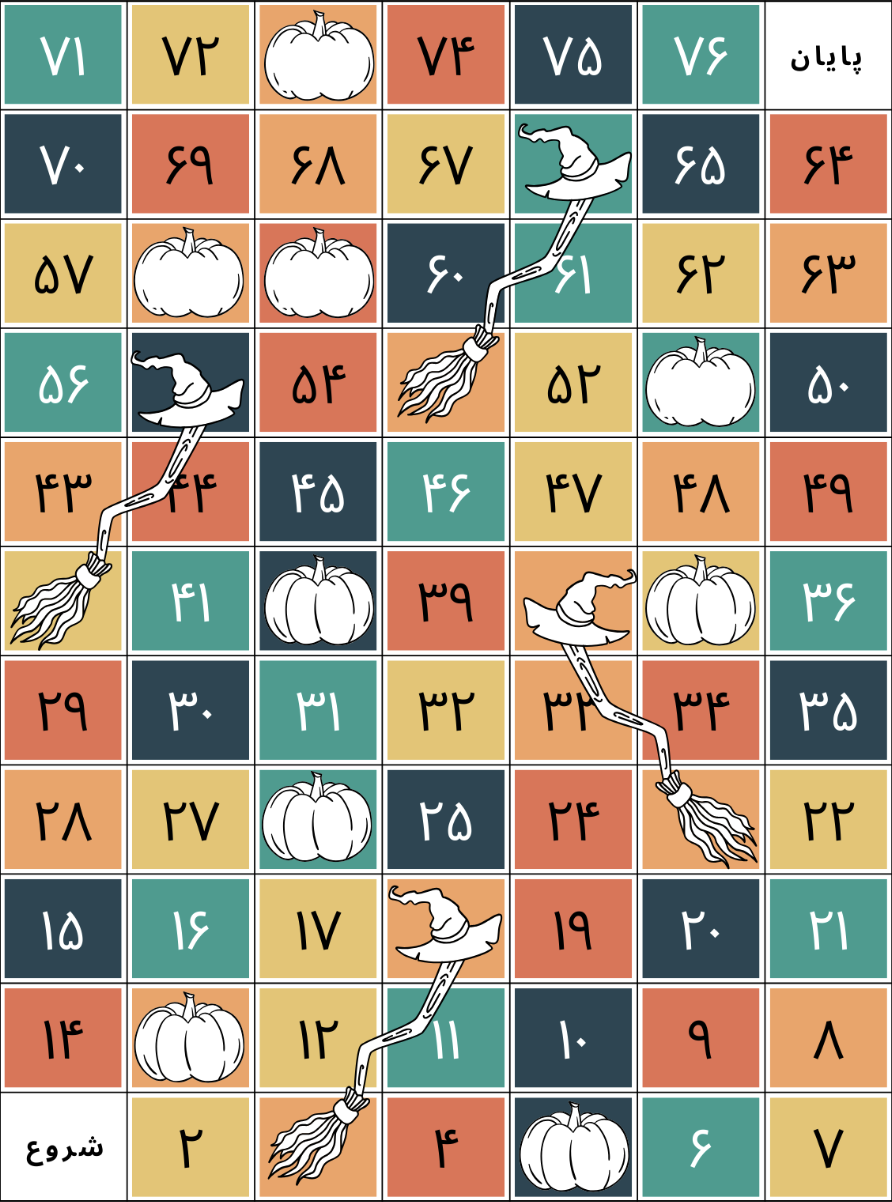 ۷۱ ۷۲ ۷۴ ۷۵ ۷۶ پایان
۷۰ ۶۹ ۶۸ ۶۷ ۶۵ ۶۴
۵۷ ۶۰ ۶۱ ۶۲ ۶۳
۵۶ ۵۴ ۵۲ ۵۰
۴۳ ۴۴ ۴۵ ۴۶ ۴۷ ۴۸ ۴۹
۴۱ ۳۹ ۳۶
۲۹ ۳۰ ۳۱ ۳۲ ۳۳ ۳۴ ۳۵
۲۸ ۲۷ ۲۵ ۲۴ ۲۲
۱۵ ۱۶ ۱۷ ۱۹ ۲۰ ۲۱
۱۴ ۱۲ ۱۱ ۱۰ ۹ ۸
شروع ۲ ۴ ۶ ۷